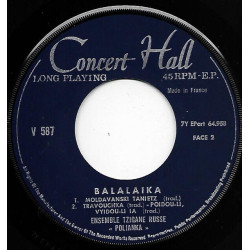 Concert Hall
LONG PLAYING 45 RPM-E.P.
Made in France
V 587
7Y EPart 64.958
FACE 2
BALALAIKA
1. MOLDAVANSKI TANIETZ (trad.)
2. TRAVOUCHKA (trad.) - POIDOU-LI,
VYIDOU-LI IA (trad.)
ENSEMBLE TZIGANE RUSSE
- POLIANKA -